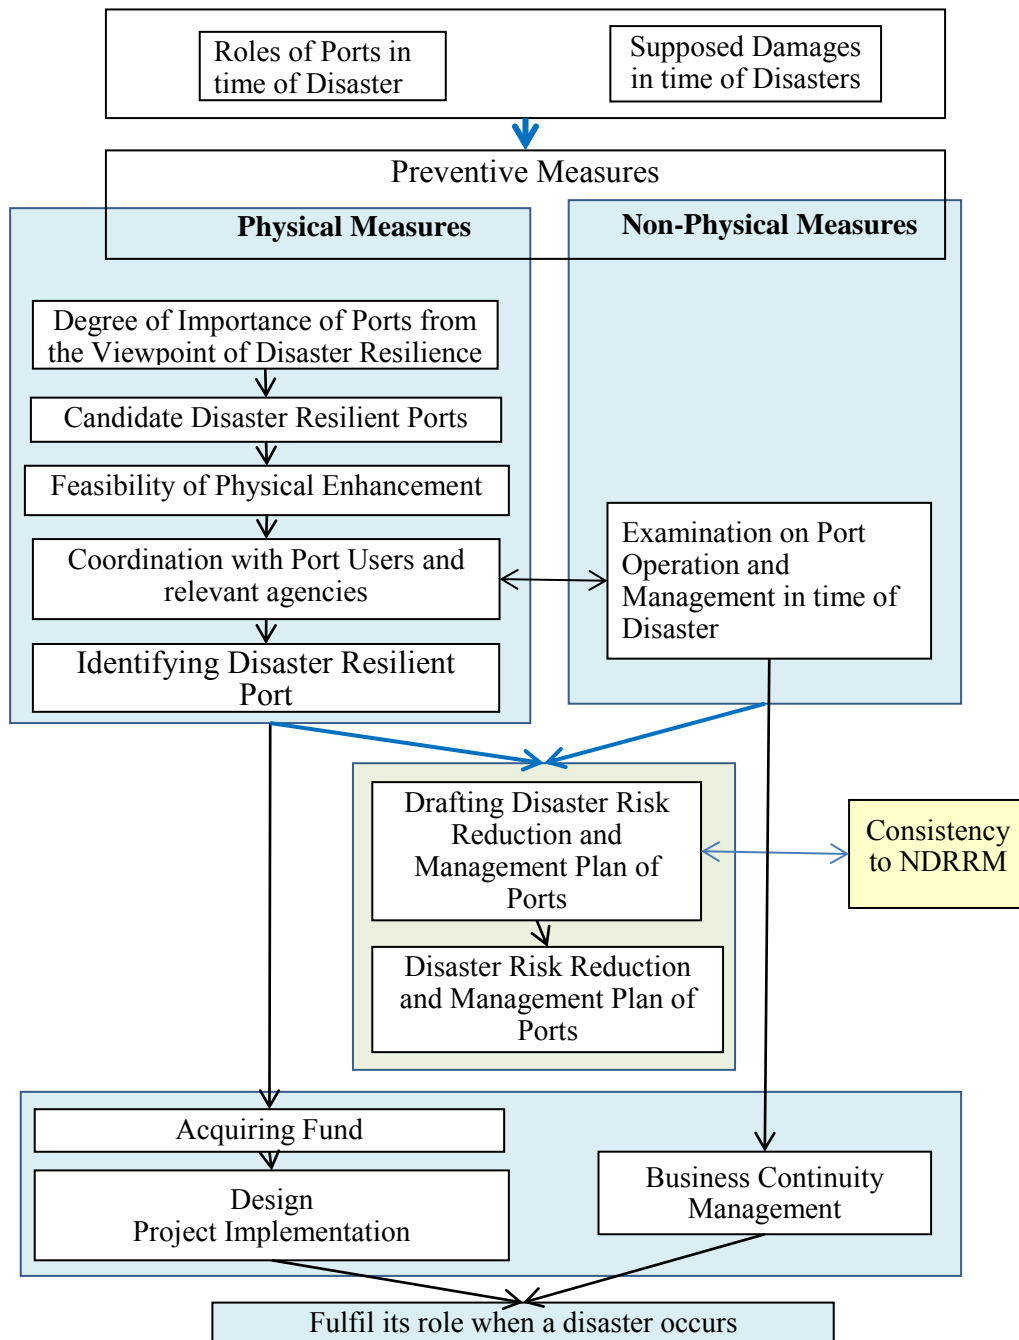 Roles of Ports in
time of Disaster
Supposed Damages
in time of Disasters
Preventive Measures
Physical Measures
Non-Physical Measures
Degree of Importance of Ports from
the Viewpoint of Disaster Resilience
Candidate Disaster Resilient Ports
Feasibility of Physical Enhancement
Coordination with Port Users and
relevant agencies
Identifying Disaster Resilient
Port
Examination on Port
Operation and
Management in time of
Disaster
Drafting Disaster Risk
Reduction and
Management Plan of
Ports
Consistency
to NDRRM
Disaster Risk Reduction
and Management Plan of
Ports
Acquiring Fund
Design
Project Implementation
Business Continuity
Management
Fulfil its role when a disaster occurs